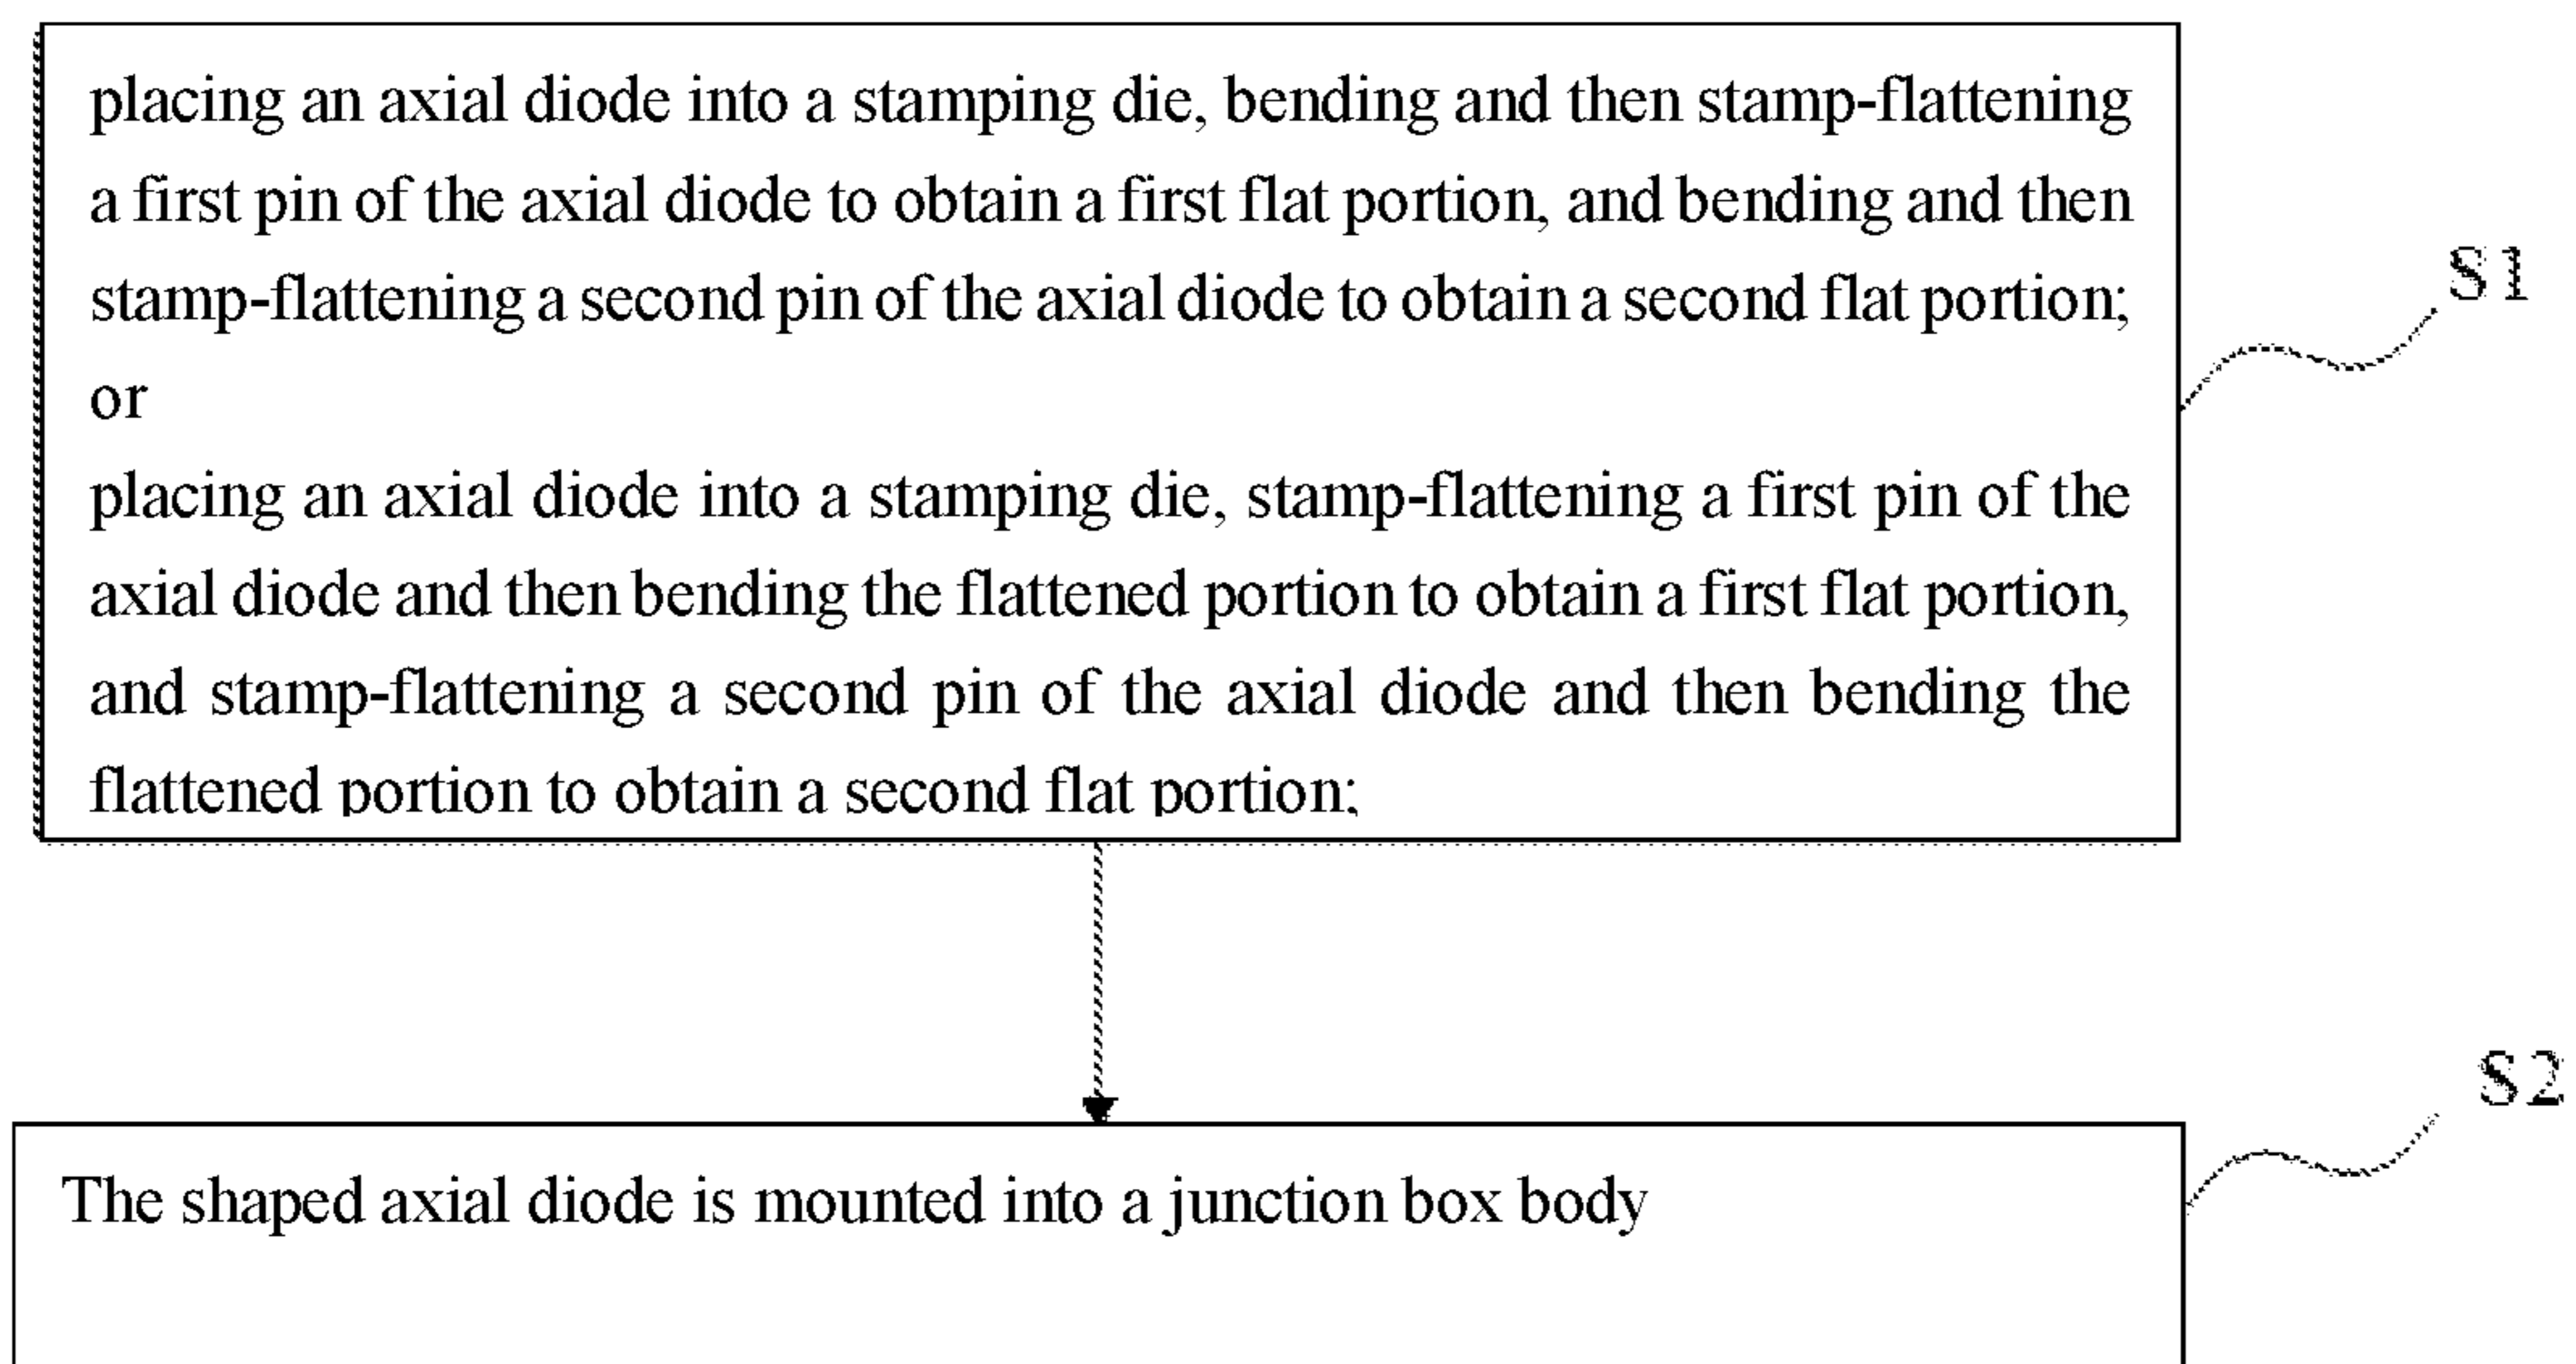 placing an axial diode into a stamping die, bending and then stamp-flattening
a first pin of the axial diode to obtain a first flat portion, and bending and then
stamp-flattening a second pin of the axial diode to obtain a second flat portion;
or
placing an axial diode into a stamping die, stamp-flattening a first pin of the
axial diode and then bending the flattened portion to obtain a first flat portion,
and stamp-flattening a second pin of the axial diode and then bending the
flattened portion to obtain a second flat portion;
S1
The shaped axial diode is mounted into a junction box body
S2